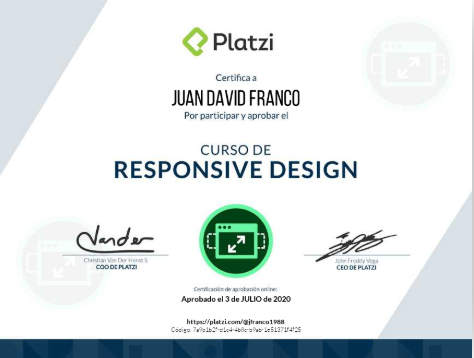 Platzi
Certifica a
JUAN DAVID FRANCO
Por participar y aprobar el
CURSO DE
RESPONSIVE DESIGN
Christian Van Der Henst S
COO DE PLATZI
John Freddy Vega
CEO DE PLATZI
Certificación de aprobación online:
Aprobado el 3 de JULIO de 2020
https://platzi.com/@jfranco1988
Código: